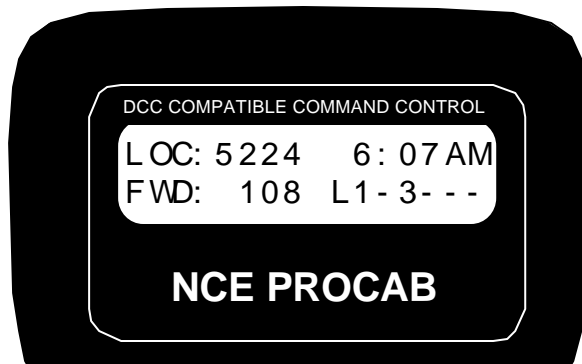 DCC COMPATIBLE COMMAND CONTROL
LOC: 5224 6:07AM
FWD: 108 L1-3---
NCE PROCAB